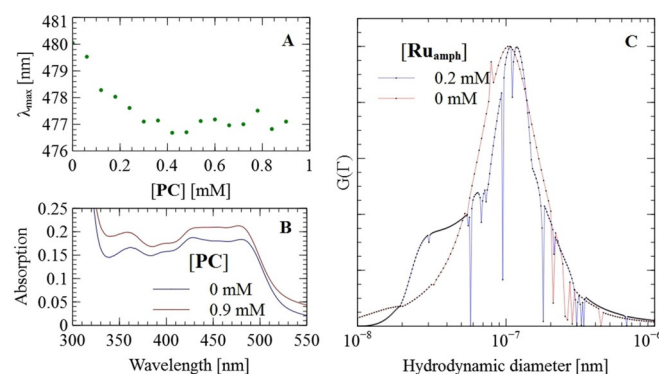 481
480
479
478
477
476
λmax [nm]
A
0 0.2 0.4 0.6 0.8 1
[PC] [mM]
0.25
0.2
0.15
0.1
0.05
0
Absorption
B
[PC]
0 mM
0.9 mM
300 350 400 450 500 550
Wavelength [nm]
C
[Ruamph]
0.2 mM
0 mM
G(Γ)
10⁻⁸ 10⁻⁷ 10⁻⁶
Hydrodynamic diameter [nm]